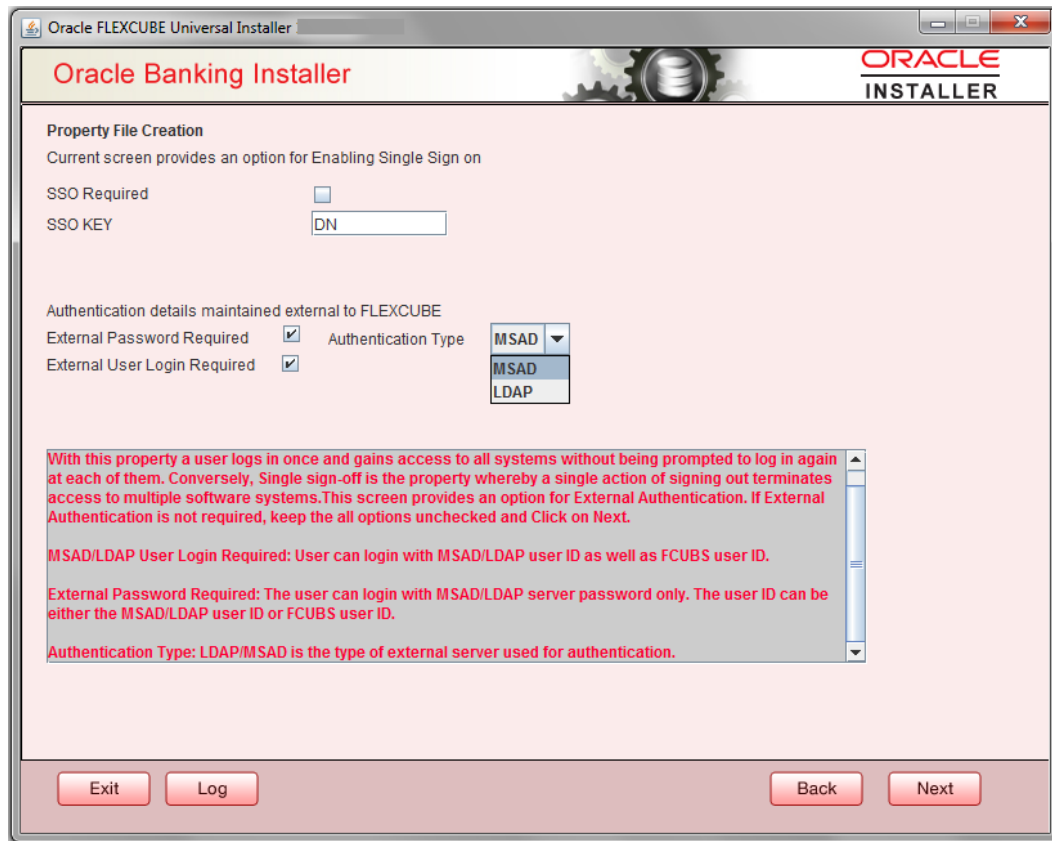 Oracle FLEXCUBE Universal Installer
Oracle Banking Installer
ORACLE
INSTALLER
Property File Creation
Current screen provides an option for Enabling Single Sign on
SSO Required
SSO KEY
DN
Authentication details maintained external to FLEXCUBE
External Password Required
Authentication Type
MSAD
External User Login Required
MSAD
LDAP
With this property a user logs in once and gains access to all systems without being prompted to log in again
at each of them. Conversely, Single sign-off is the property whereby a single action of signing out terminates
access to multiple software systems.This screen provides an option for External Authentication. If External
Authentication is not required, keep the all options unchecked and Click on Next.
MSAD/LDAP User Login Required: User can login with MSAD/LDAP user ID as well as FCUBS user ID.
External Password Required: The user can login with MSAD/LDAP server password only. The user ID can be
either the MSAD/LDAP user ID or FCUBS user ID.
Authentication Type: LDAP/MSAD is the type of external server used for authentication.
Exit
Log
Back
Next